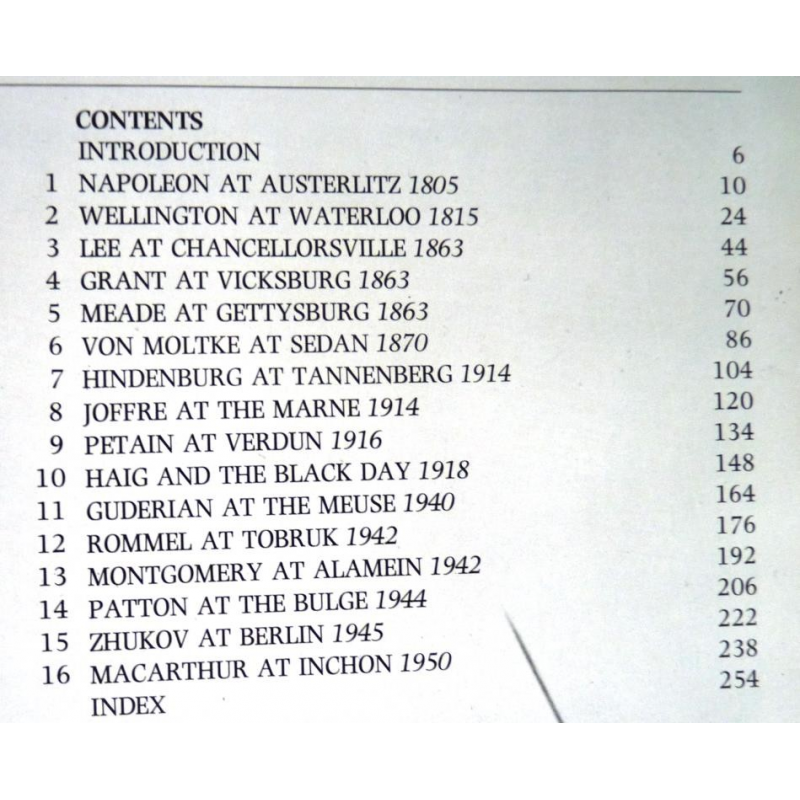 CONTENTS
INTRODUCTION 6
1 NAPOLEON AT AUSTERLITZ 1805 10
2 WELLINGTON AT WATERLOO 1815 24
3 LEE AT CHANCELLORSVILLE 1863 44
4 GRANT AT VICKSBURG 1863 56
5 MEADE AT GETTYSBURG 1863 70
6 VON MOLTKE AT SEDAN 1870 86
7 HINDENBURG AT TANNENBERG 1914 104
8 JOFFRE AT THE MARNE 1914 120
9 PETAIN AT VERDUN 1916 134
10 HAIG AND THE BLACK DAY 1918 148
11 GUDERIAN AT THE MEUSE 1940 164
12 ROMMEL AT TOBRUK 1942 176
13 MONTGOMERY AT ALAMEIN 1942 192
14 PATTON AT THE BULGE 1944 206
15 ZHUKOV AT BERLIN 1945 222
16 MACARTHUR AT INCHON 1950 238
INDEX 254